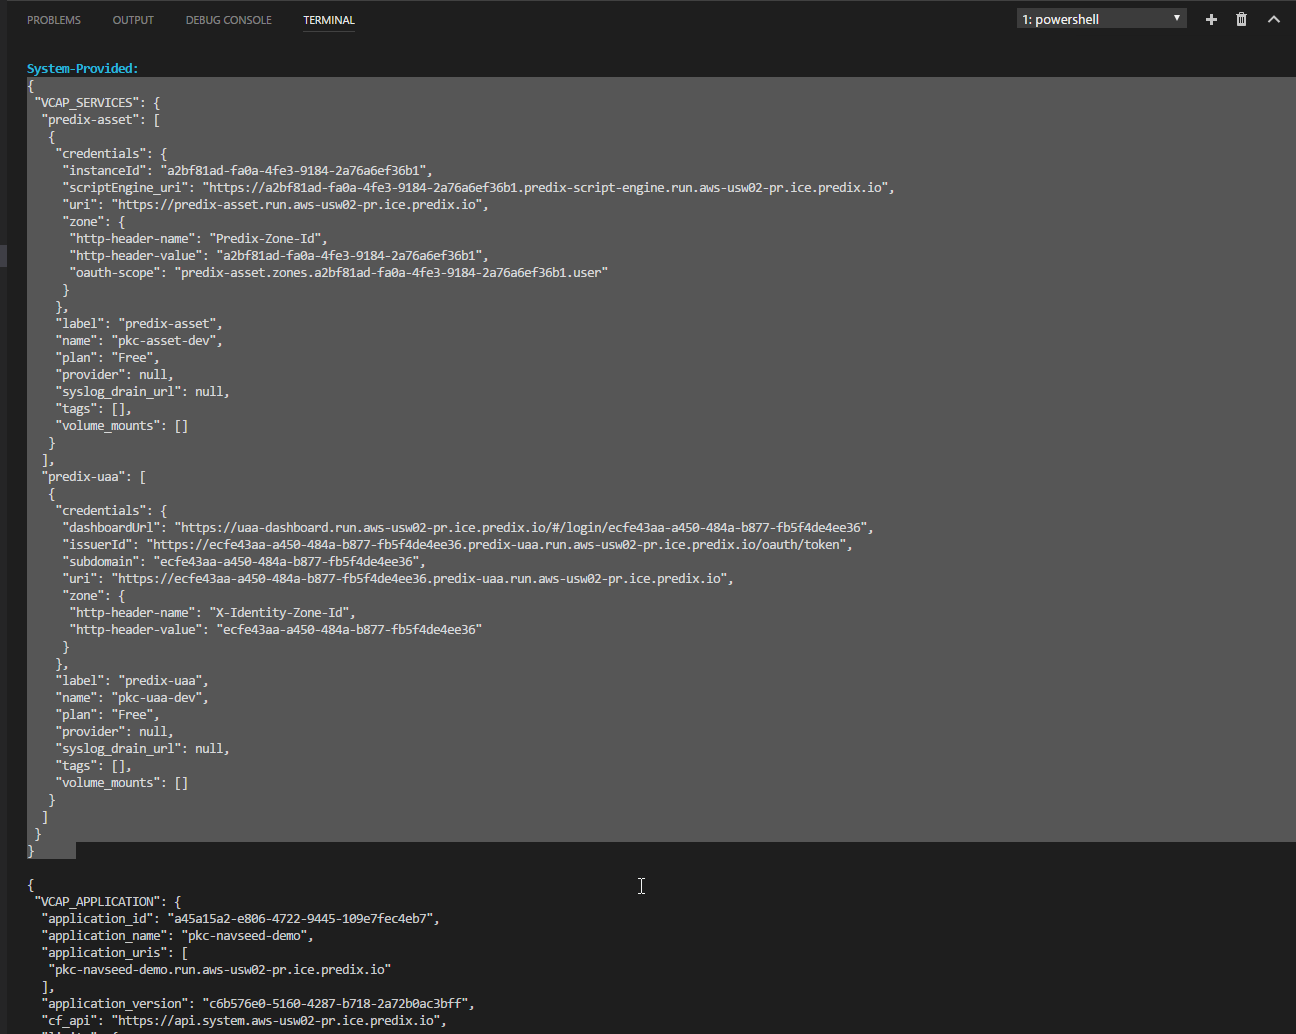 PROBLEMS OUTPUT DEBUG CONSOLE TERMINAL 1: powershell
System-Provided:
{
"VCAP_SERVICES": {
"predix-asset": [
{
"credentials": {
"instanceId": "a2bf81ad-fa0a-4fe3-9184-2a76a6ef36b1",
"scriptEngine_uri": "https://a2bf81ad-fa0a-4fe3-9184-2a76a6ef36b1.predix-script-engine.run.aws-usw02-pr.ice.predix.io",
"uri": "https://predix-asset.run.aws-usw02-pr.ice.predix.io",
"zone": {
"http-header-name": "Predix-Zone-Id",
"http-header-value": "a2bf81ad-fa0a-4fe3-9184-2a76a6ef36b1",
"oauth-scope": "predix-asset.zones.a2bf81ad-fa0a-4fe3-9184-2a76a6ef36b1.user"
}
},
"label": "predix-asset",
"name": "pkc-asset-dev",
"plan": "Free",
"provider": null,
"syslog_drain_url": null,
"tags": [],
"volume_mounts": []
}
],
"predix-uaa": [
{
"credentials": {
"dashboardUrl": "https://uaa-dashboard.run.aws-usw02-pr.ice.predix.io/#/login/ecfe43aa-a450-484a-b877-fb5f4de4ee36",
"issuerId": "https://ecfe43aa-a450-484a-b877-fb5f4de4ee36.predix-uaa.run.aws-usw02-pr.ice.predix.io/oauth/token",
"subdomain": "ecfe43aa-a450-484a-b877-fb5f4de4ee36",
"uri": "https://ecfe43aa-a450-484a-b877-fb5f4de4ee36.predix-uaa.run.aws-usw02-pr.ice.predix.io",
"zone": {
"http-header-name": "X-Identity-Zone-Id",
"http-header-value": "ecfe43aa-a450-484a-b877-fb5f4de4ee36"
}
},
"label": "predix-uaa",
"name": "pkc-uaa-dev",
"plan": "Free",
"provider": null,
"syslog_drain_url": null,
"tags": [],
"volume_mounts": []
}
]
}
}
{
"VCAP_APPLICATION": {
"application_id": "a45a15a2-e806-4722-9445-109e7fec4eb7",
"application_name": "pkc-navseed-demo",
"application_uris": [
"pkc-navseed-demo.run.aws-usw02-pr.ice.predix.io"
],
"application_version": "c6b576e0-5160-4287-b718-2a72b0ac3bff",
"cf_api": "https://api.system.aws-usw02-pr.ice.predix.io",